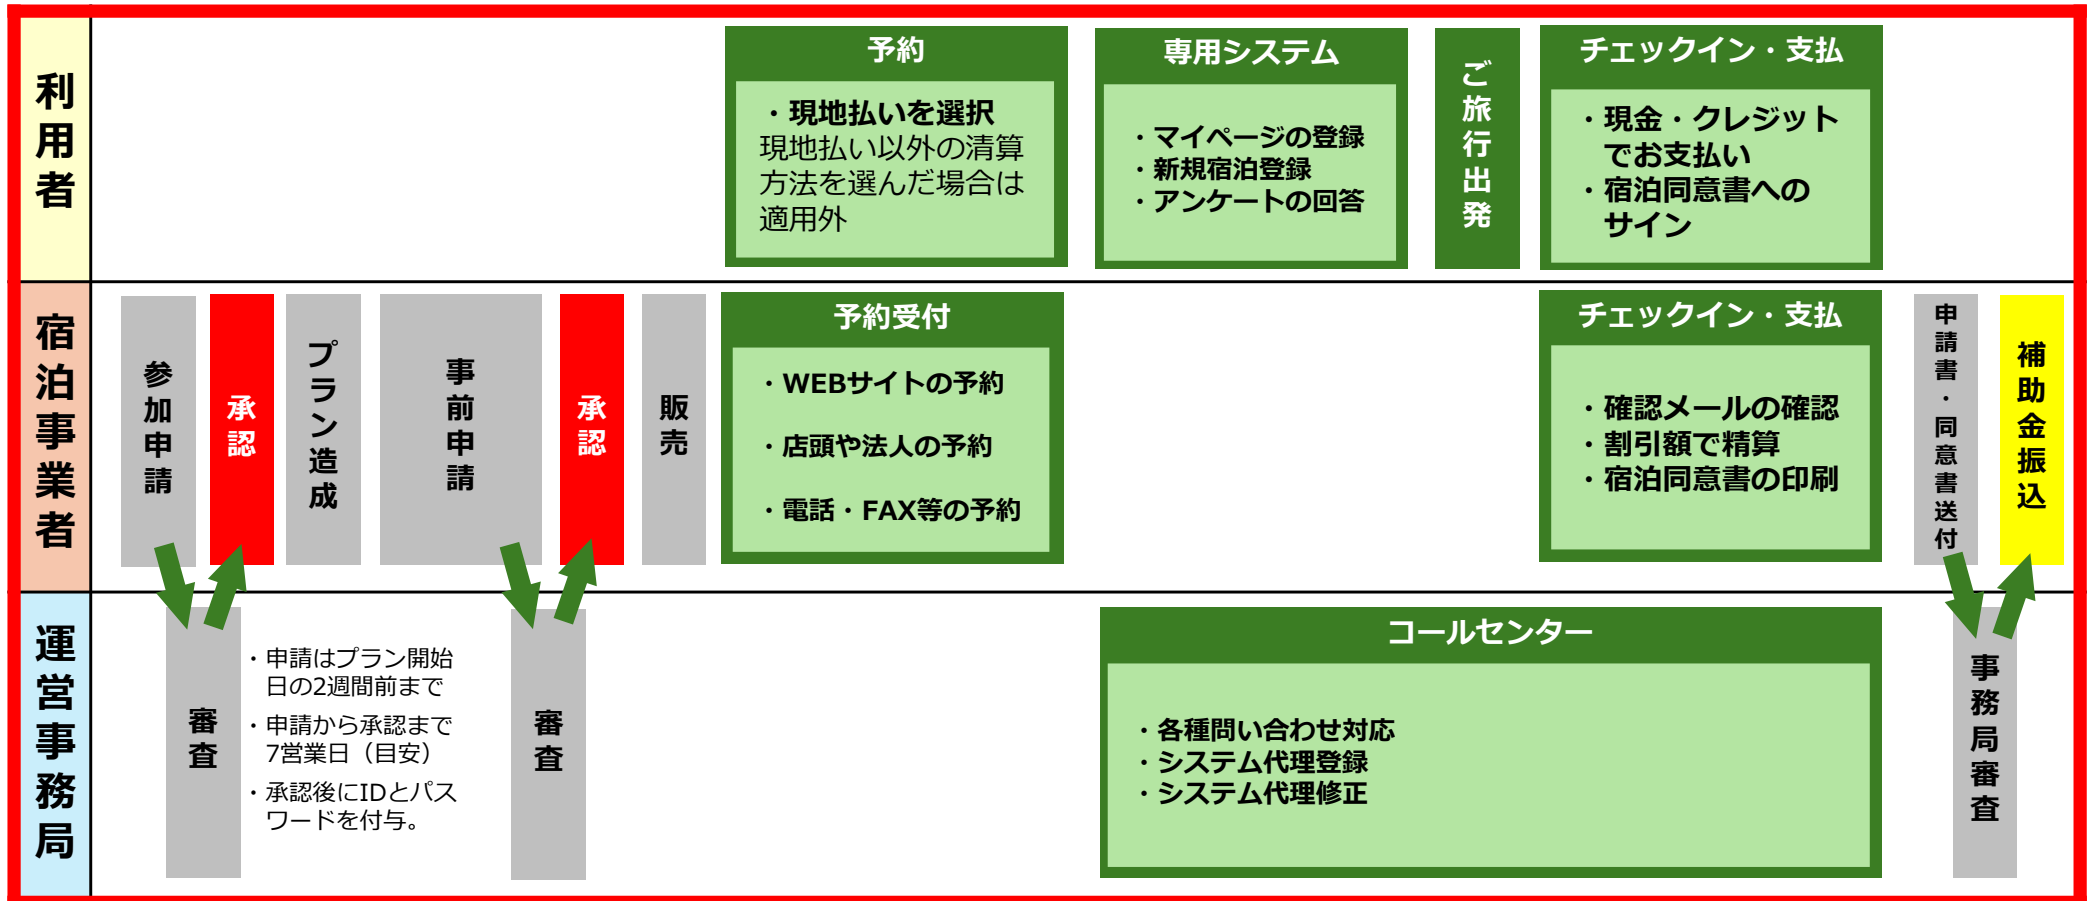 利用者
予約
・現地払いを選択
現地払い以外の清算
方法を選んだ場合は
適用外
専用システム
・マイページの登録
・新規宿泊登録
・アンケートの回答
ご旅行出発
チェックイン・支払
・現金・クレジット
でお支払い
・宿泊同意書への
サイン
宿泊事業者
参加申請
承認
プラン造成
事前申請
承認
販売
予約受付
・WEBサイトの予約
・店頭や法人の予約
・電話・FAX等の予約
チェックイン・支払
・確認メールの確認
・割引額で精算
・宿泊同意書の印刷
申請書・同意書送付
補助金振込
運営事務局
審査
・申請はプラン開始
日の2週間前まで
・申請から承認まで
7営業日（目安）
・承認後にIDとパス
ワードを付与。
審査
コールセンター
・各種問い合わせ対応
・システム代理登録
・システム代理修正
事務局審査